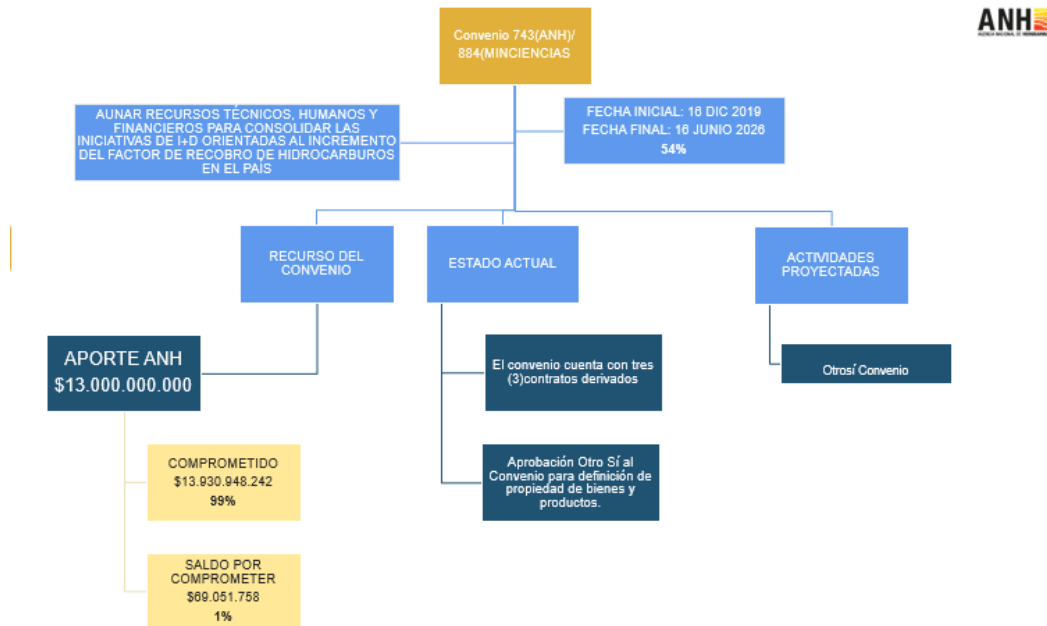 ANH
AGENCIA NACIONAL DE HIDROCARBUROS
Convenio 743(ANH)/
884(MINCIENCIAS
AUNAR RECURSOS TÉCNICOS, HUMANOS Y
FINANCIEROS PARA CONSOLIDAR LAS
INICIATIVAS DE I+D ORIENTADAS AL INCREMENTO
DEL FACTOR DE RECOBRO DE HIDROCARBUROS
EN EL PAÍS
FECHA INICIAL: 16 DIC 2019
FECHA FINAL: 16 JUNIO 2026
54%
RECURSO DEL
CONVENIO
ESTADO ACTUAL
ACTIVIDADES
PROYECTADAS
APORTE ANH
$13.000.000.000
COMPROMETIDO
$13.930.948.242
99%
SALDO POR
COMPROMETER
$69.051.758
1%
El convenio cuenta con tres
(3)contratos derivados
Aprobación Otro Sí al
Convenio para definición de
propiedad de bienes y
productos.
Otrosí Convenio